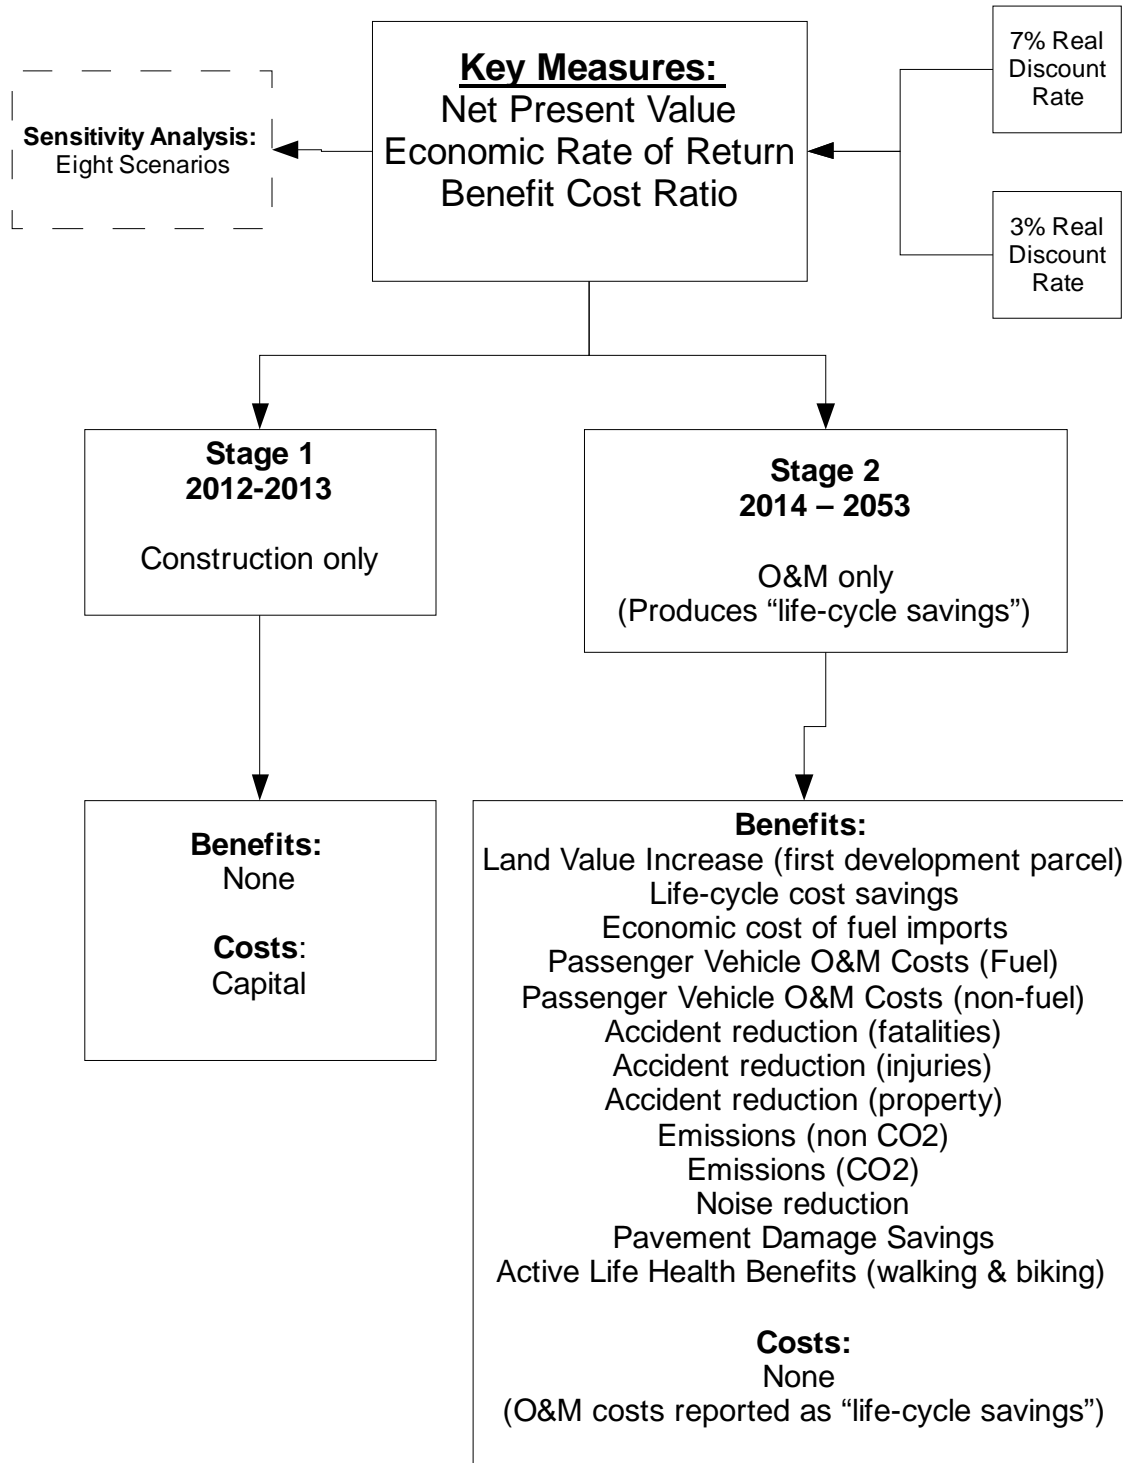 Key Measures:
Net Present Value
Economic Rate of Return
Benefit Cost Ratio
7% Real
Discount
Rate
Sensitivity Analysis:
Eight Scenarios
3% Real
Discount
Rate
Stage 1
2012-2013
Construction only
Stage 2
2014 – 2053
O&M only
(Produces “life-cycle savings”)
Benefits:
None
Costs:
Capital
Benefits:
Land Value Increase (first development parcel)
Life-cycle cost savings
Economic cost of fuel imports
Passenger Vehicle O&M Costs (Fuel)
Passenger Vehicle O&M Costs (non-fuel)
Accident reduction (fatalities)
Accident reduction (injuries)
Accident reduction (property)
Emissions (non CO2)
Emissions (CO2)
Noise reduction
Pavement Damage Savings
Active Life Health Benefits (walking & biking)
Costs:
None
(O&M costs reported as “life-cycle savings”)